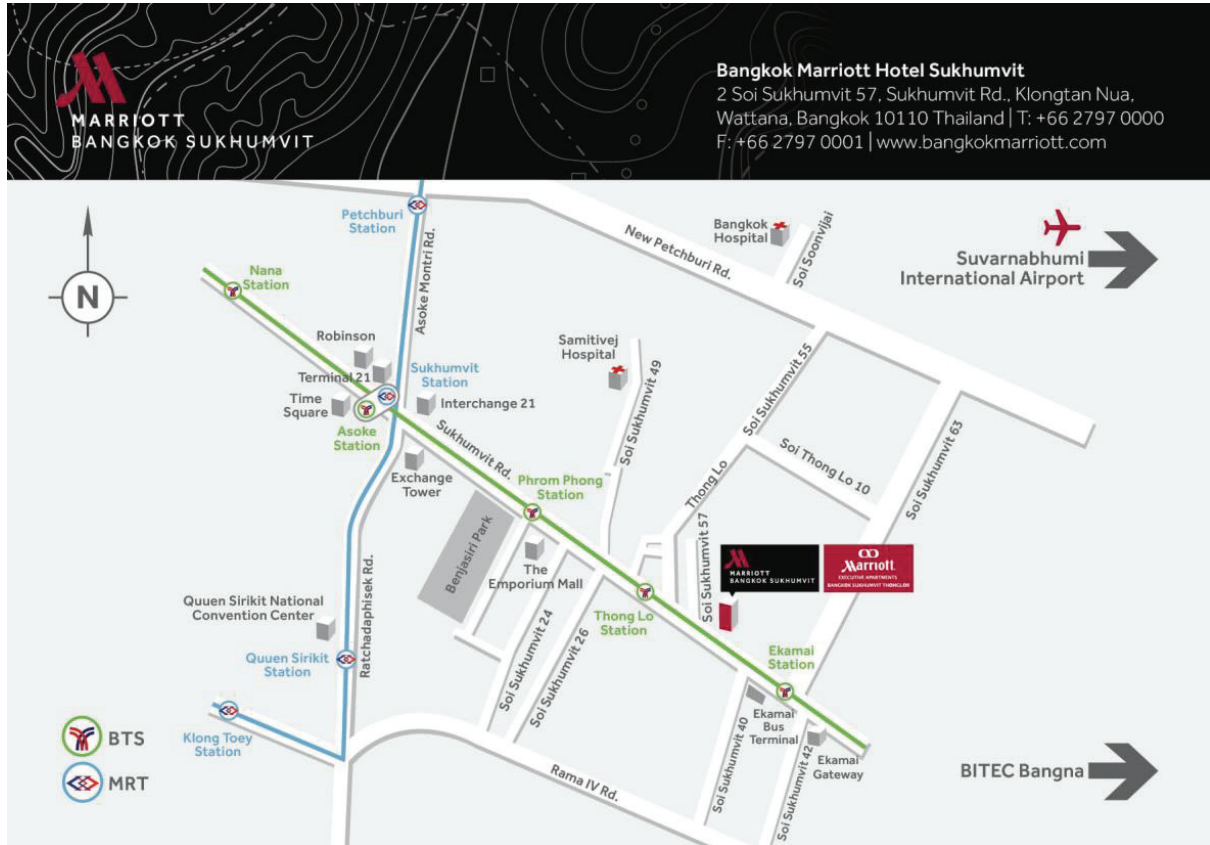 MARRIOTT
BANGKOK SUKHUMVIT
Bangkok Marriott Hotel Sukhumvit
2 Soi Sukhumvit 57, Sukhumvit Rd., Klongtan Nua,
Wattana, Bangkok 10110 Thailand | T: +66 2797 0000
F: +66 2797 0001 | www.bangkokmarriott.com
Petchburi
Station
Asoke Montri Rd.
New Petchburi Rd.
Bangkok
Hospital
Soi Soonvijai
Suvarnabhumi
International Airport
N
Nana
Station
Robinson
Terminal 21
Time
Square
Asoke
Station
Sukhumvit
Station
Interchange 21
Sukhumvit Rd.
Exchange
Tower
Samitivej
Hospital
Soi Sukhumvit 49
Soi Sukhumvit 55
Thong Lo
Soi Thong Lo 10
Soi Sukhumvit 63
Phrom Phong
Station
Benjasiri Park
The
Emporium Mall
Soi Sukhumvit 57
MARRIOTT
BANGKOK SUKHUMVIT
Marriott
EXECUTIVE APARTMENTS
BANGKOK SUKHUMVIT THONGLOR
Quuen Sirikit National
Convention Center
Ratchadaphisek Rd.
Quuen Sirikit
Station
Klong Toey
Station
Soi Sukhumvit 24
Soi Sukhumvit 26
Thong Lo
Station
Ekamai
Station
Soi Sukhumvit 40
Ekamai
Bus
Terminal
Soi Sukhumvit 42
Ekamai
Gateway
Rama IV Rd.
BTS
MRT
BITEC Bangna